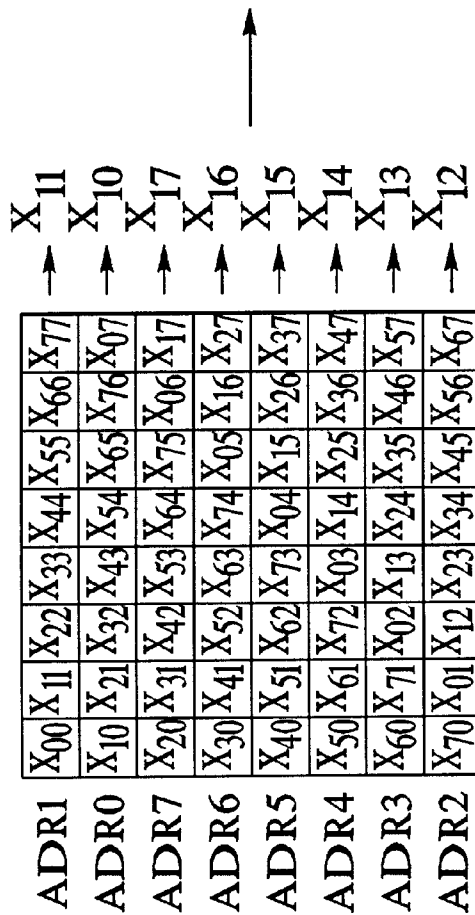 ADR1 X00 X11 X22 X33 X44 X55 X66 X77 → X11
ADR0 X10 X21 X32 X43 X54 X65 X76 X07 → X10
ADR7 X20 X31 X42 X53 X64 X75 X06 X17 → X17
ADR6 X30 X41 X52 X63 X74 X05 X16 X27 → X16
ADR5 X40 X51 X62 X73 X04 X15 X26 X37 → X15
ADR4 X50 X61 X72 X03 X14 X25 X36 X47 → X14
ADR3 X60 X71 X02 X13 X24 X35 X46 X57 → X13
ADR2 X70 X01 X12 X23 X34 X45 X56 X67 → X12